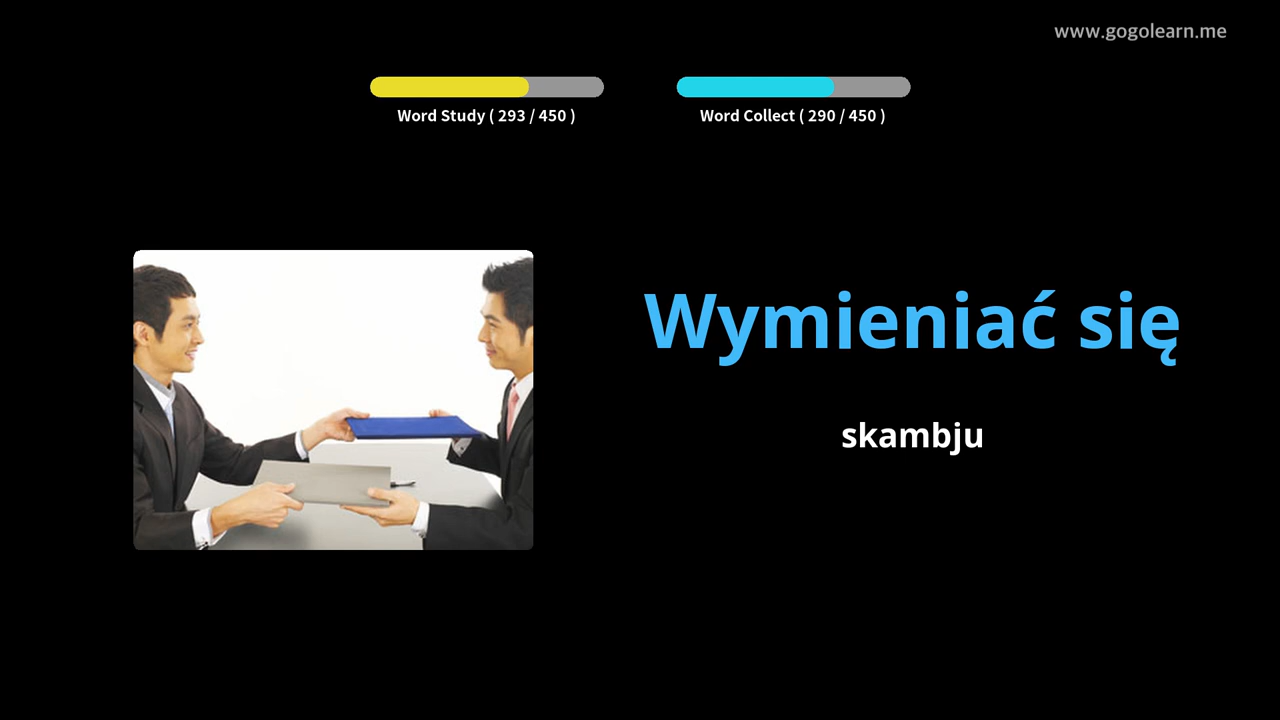 www.gogolearn.me
Word Study ( 293 / 450 )
Word Collect ( 290 / 450 )
Wymieniać się
skambju